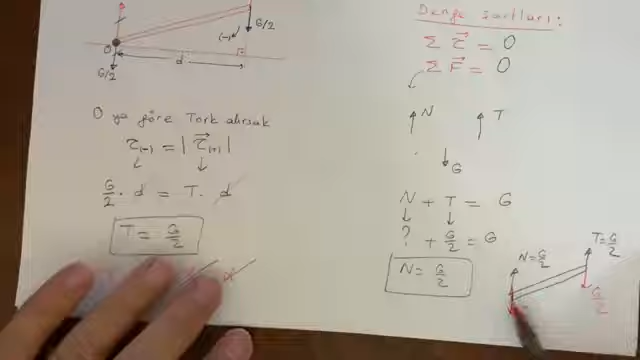 G/2
(-)
O
d
G/2
O ya göre Tork alırsak
τ(-) = |τ⃗(+)|
G/2 · d = T · d
T = G/2
Denge şartları:
Σ τ⃗ = 0
Σ F⃗ = 0
N
T
G
N + T = G
? + G/2 = G
N = G/2
N = G/2
T = G/2
G/2